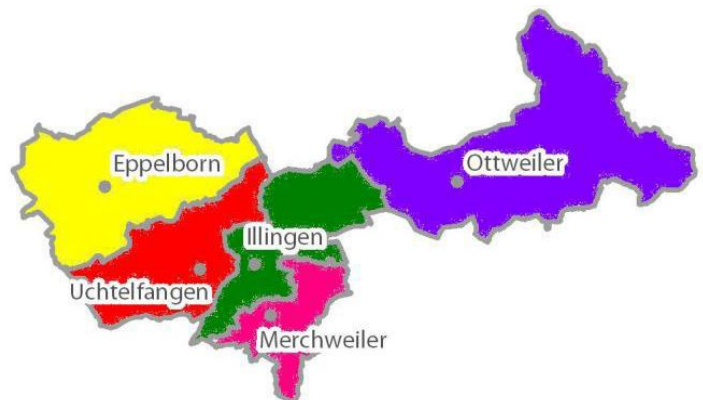 Eppelborn
Ottweiler
Illingen
Uchtelfangen
Merchweiler